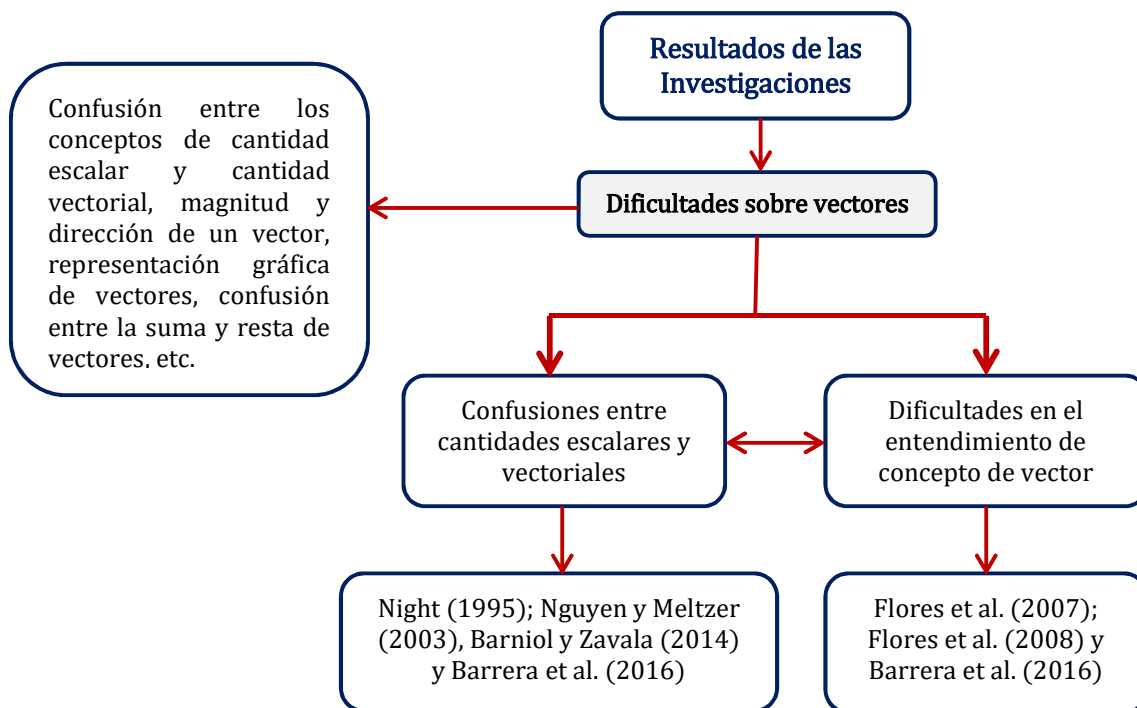 Resultados de las
Investigaciones
Confusión entre los
conceptos de cantidad
escalar y cantidad
vectorial, magnitud y
dirección de un vector,
representación gráfica
de vectores, confusión
entre la suma y resta de
vectores, etc.
Dificultades sobre vectores
Confusiones entre
cantidades escalares y
vectoriales
Dificultades en el
entendimiento de
concepto de vector
Night (1995); Nguyen y Meltzer
(2003), Barniol y Zavala (2014)
y Barrera et al. (2016)
Flores et al. (2007);
Flores et al. (2008) y
Barrera et al. 2016)